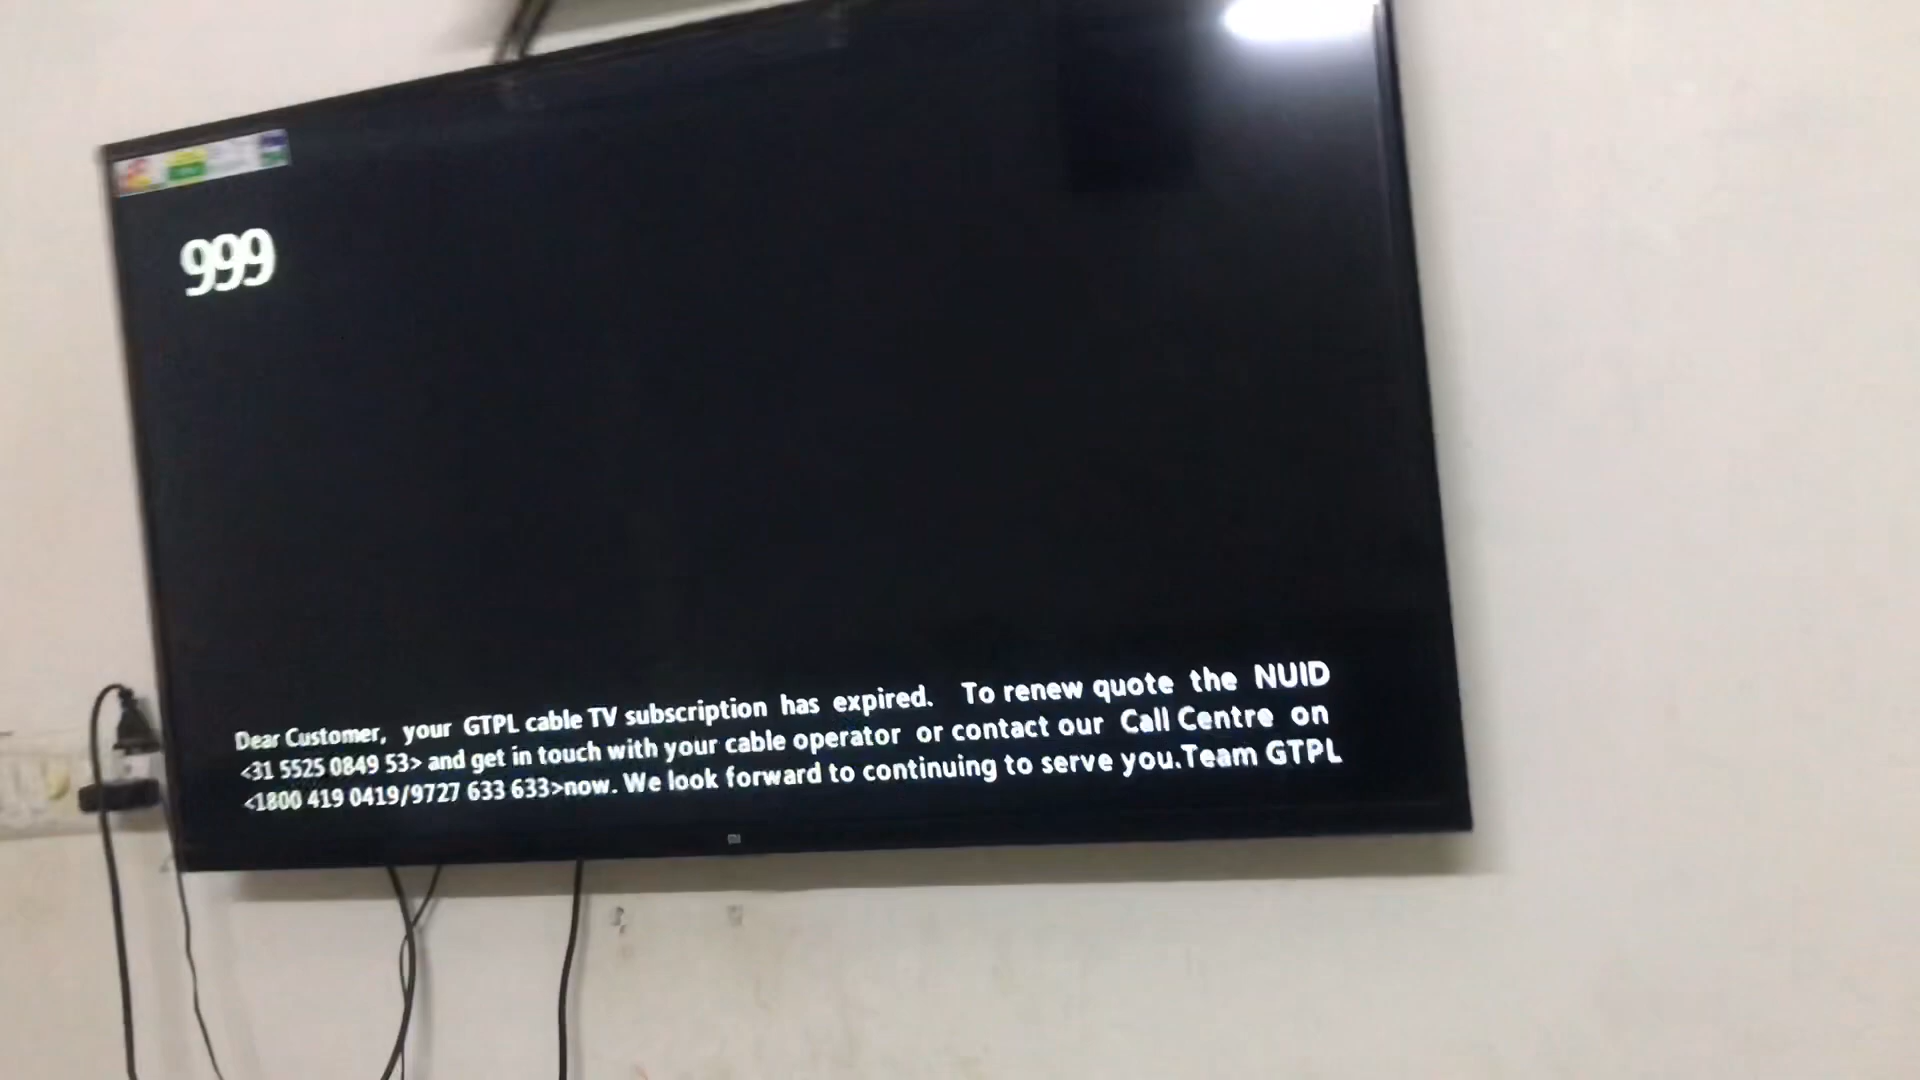 999
Dear Customer, your GTPL cable TV subscription has expired. To renew quote the NUID
<31 5525 0849 53> and get in touch with your cable operator or contact our Call Centre on
<1800 419 0419/9727 633 633>now. We look forward to continuing to serve you.Team GTPL
mi